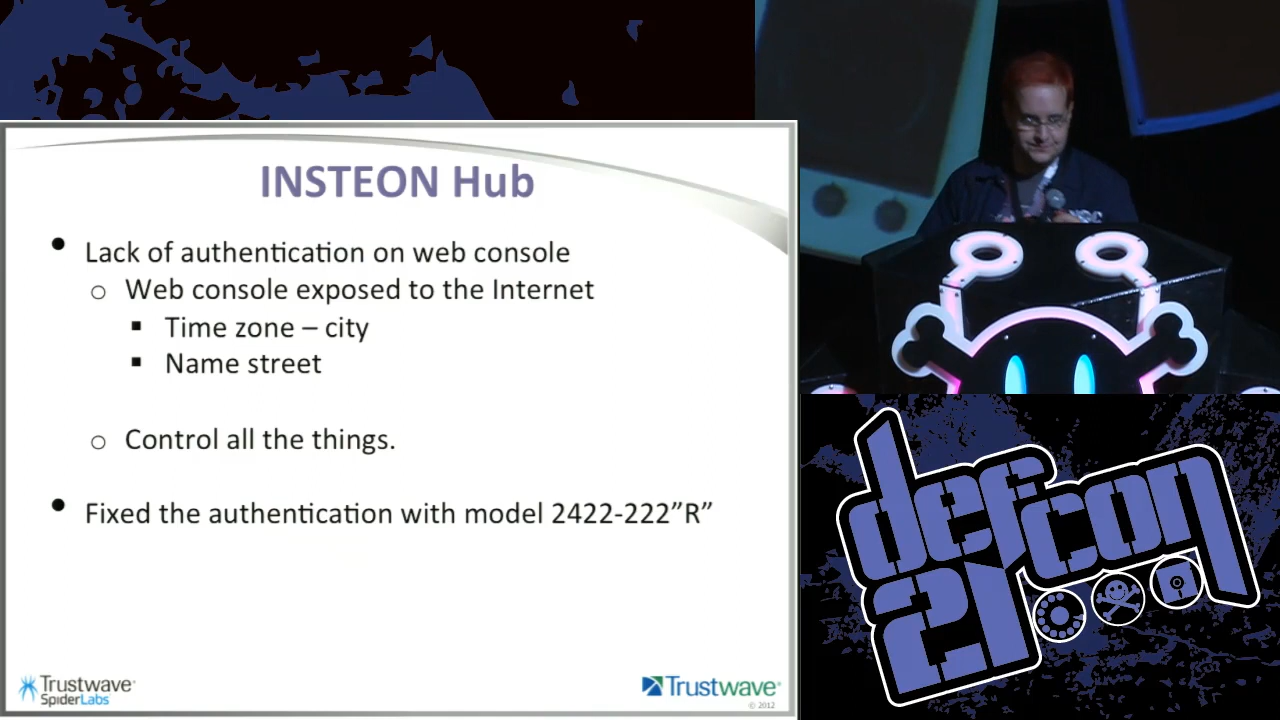 INSTEON Hub
• Lack of authentication on web console
o Web console exposed to the Internet
▪ Time zone – city
▪ Name street
o Control all the things.
• Fixed the authentication with model 2422-222”R”
Trustwave®
SpiderLabs
Trustwave®
© 2012
defcon
21